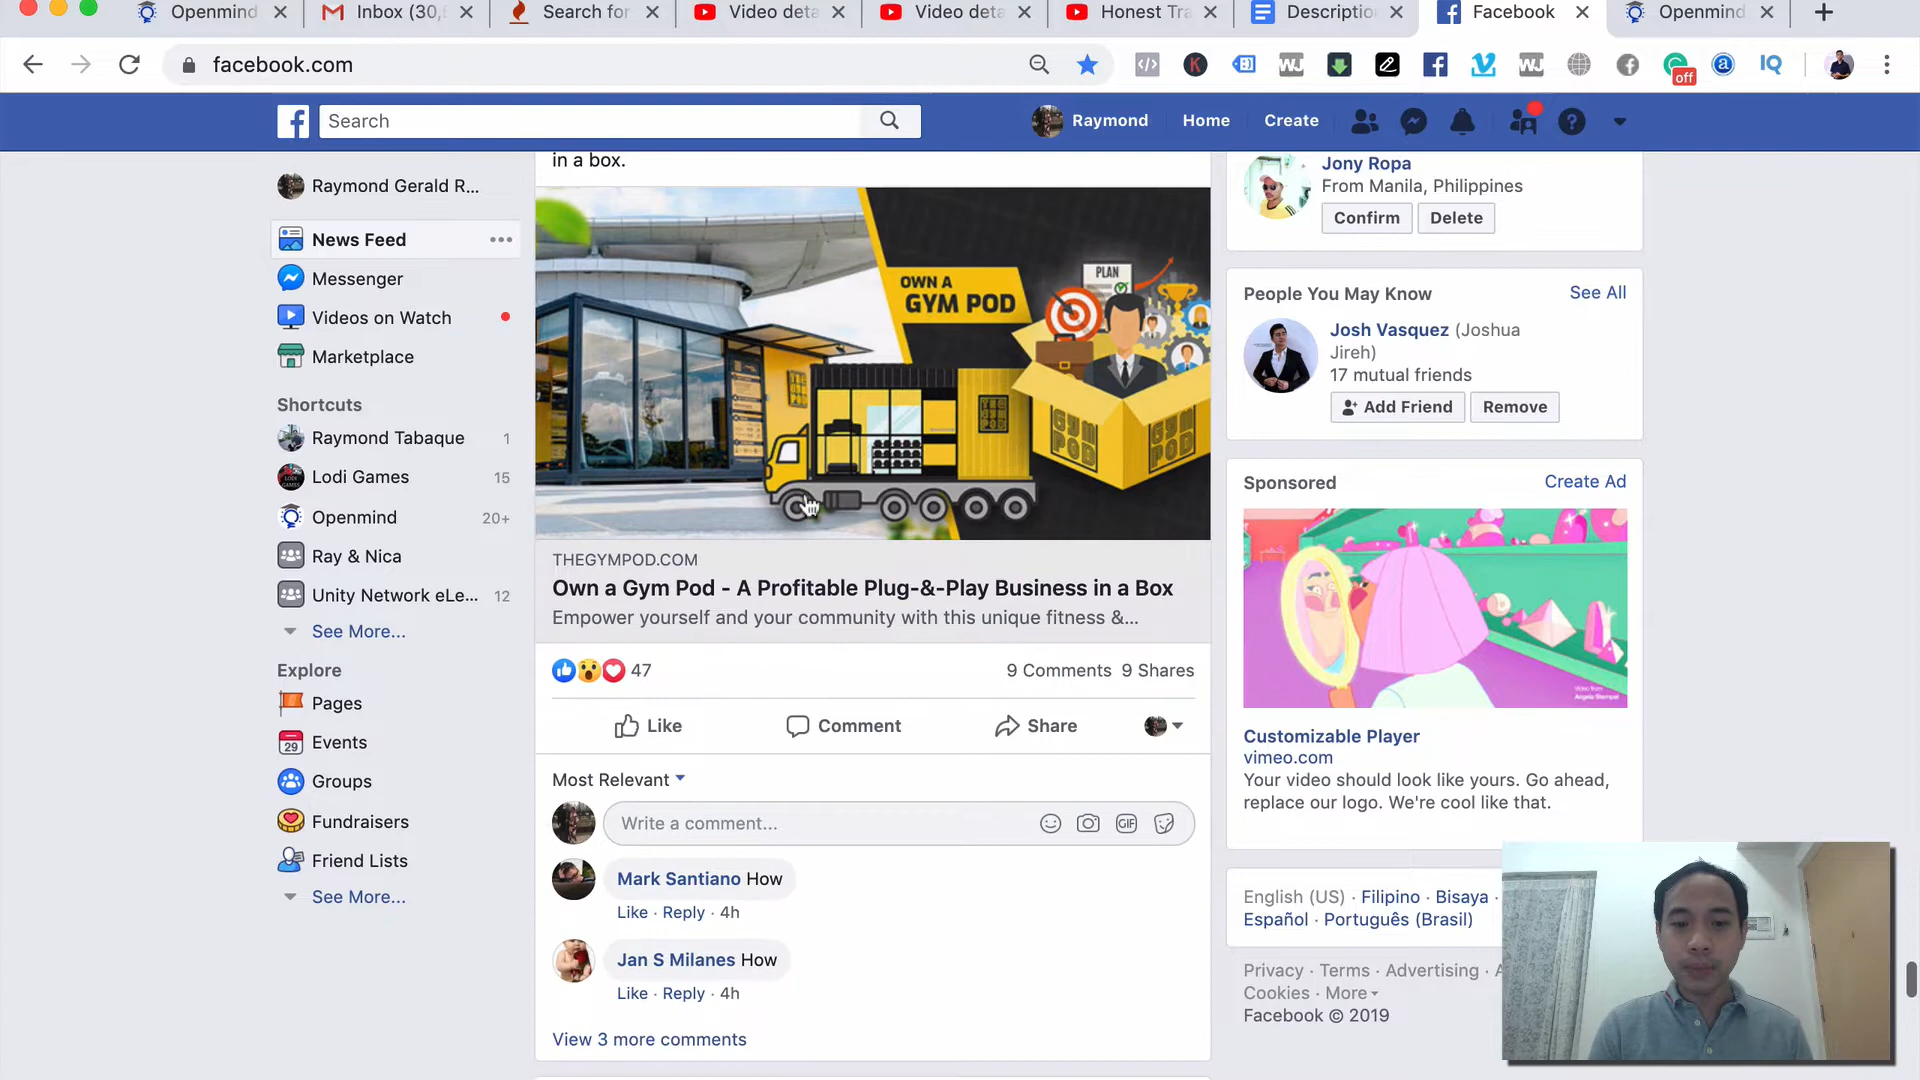 Openmind
Inbox (30,
Search for
Video deta
Video deta
Honest Tra
Descriptio
Facebook
Openmind
facebook.com
off
IQ
Search
Raymond
Home
Create
Raymond Gerald R...
News Feed
Messenger
Videos on Watch
Marketplace
Shortcuts
Raymond Tabaque 1
Lodi Games 15
Openmind 20+
Ray & Nica
Unity Network eLe... 12
See More...
Explore
Pages
29 Events
Groups
Fundraisers
Friend Lists
See More...
in a box.
OWN A
GYM POD
PLAN
GYM
POD
GYM
POD
THEGYMPOD.COM
Own a Gym Pod - A Profitable Plug-&-Play Business in a Box
Empower yourself and your community with this unique fitness &...
47
9 Comments 9 Shares
Like
Comment
Share
Most Relevant
Write a comment...
GIF
Mark Santiano How
Like · Reply · 4h
Jan S Milanes How
Like · Reply · 4h
View 3 more comments
Jony Ropa
From Manila, Philippines
Confirm
Delete
People You May Know
See All
Josh Vasquez (Joshua
Jireh)
17 mutual friends
Add Friend
Remove
Sponsored
Create Ad
Customizable Player
vimeo.com
Your video should look like yours. Go ahead,
replace our logo. We're cool like that.
English (US) · Filipino · Bisaya ·
Español · Português (Brasil)
Privacy · Terms · Advertising ·
Cookies · More
Facebook © 2019